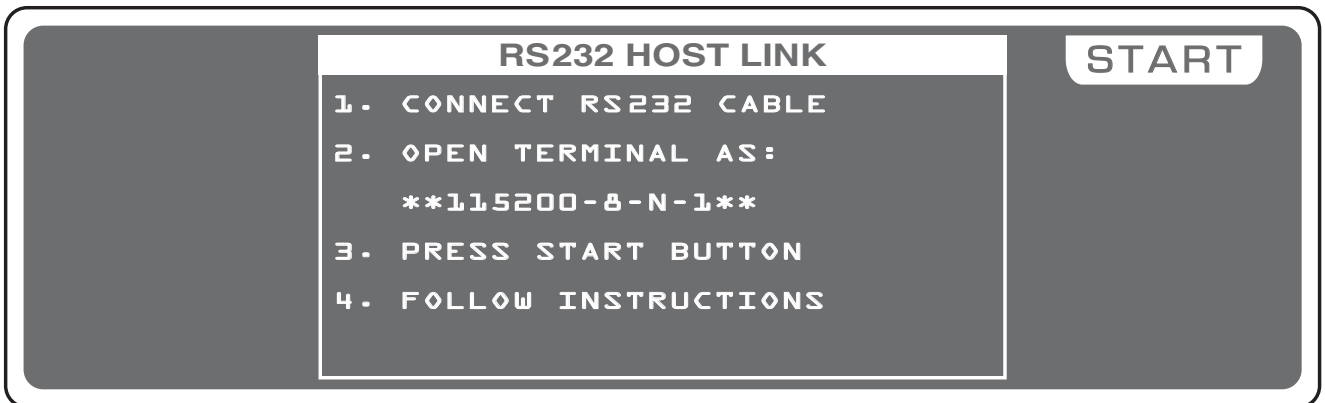 RS232 HOST LINK
START
1. CONNECT RS232 CABLE
2. OPEN TERMINAL AS:
**115200-8-N-1**
3. PRESS START BUTTON
4. FOLLOW INSTRUCTIONS